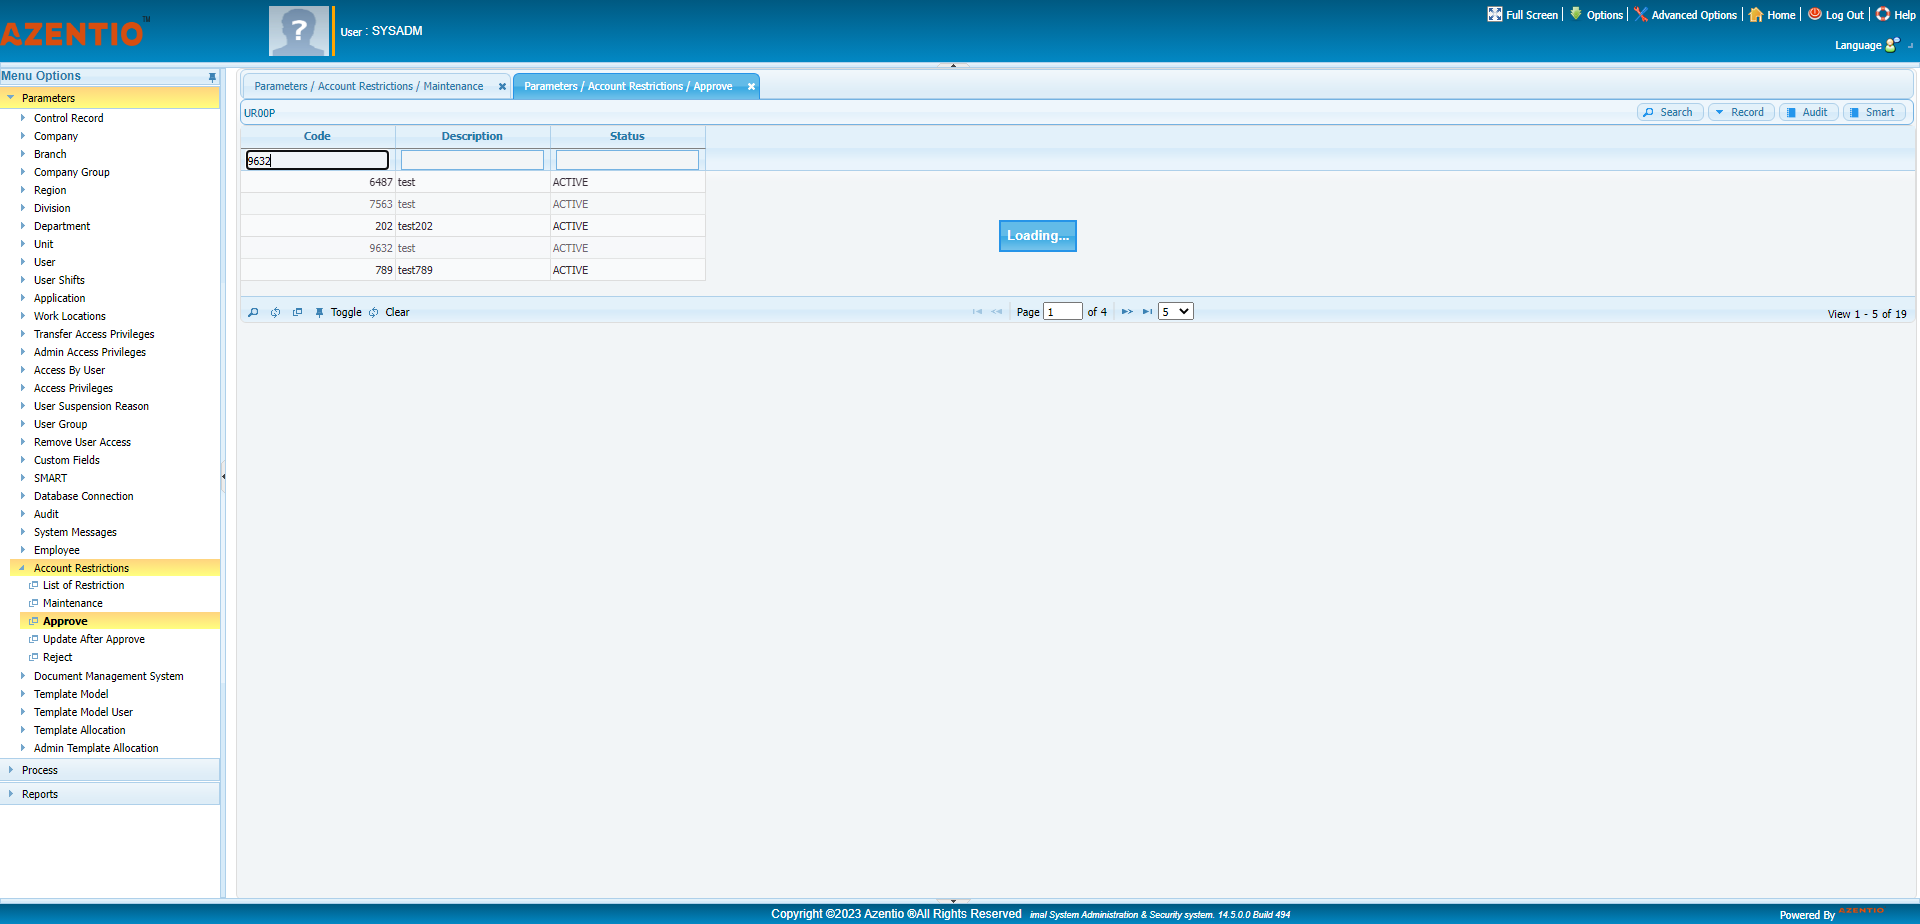 AZENTIO™
User : SYSADM
Full Screen
Options
Advanced Options
Home
Log Out
Help
Language
Menu Options
Parameters
Control Record
Company
Branch
Company Group
Region
Division
Department
Unit
User
User Shifts
Application
Work Locations
Transfer Access Privileges
Admin Access Privileges
Access By User
Access Privileges
User Suspension Reason
User Group
Remove User Access
Custom Fields
SMART
Database Connection
Audit
System Messages
Employee
Account Restrictions
List of Restriction
Maintenance
Approve
Update After Approve
Reject
Document Management System
Template Model
Template Model User
Template Allocation
Admin Template Allocation
Process
Reports
Parameters / Account Restrictions / Maintenance
Parameters / Account Restrictions / Approve
UR00P
Search
Record
Audit
Smart
Code Description Status
9632
6487 test ACTIVE
7563 test ACTIVE
202 test202 ACTIVE
9632 test ACTIVE
789 test789 ACTIVE
Loading...
Toggle Clear
Page 1 of 4
5
View 1 - 5 of 19
Copyright ©2023 Azentio ®All Rights Reserved imal System Administration & Security system. 14.5.0.0 Build 494
Powered By AZENTIO